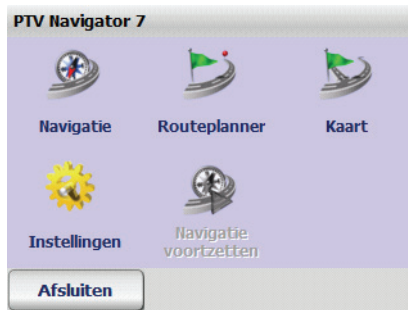 PTV Navigator 7
Navigatie
Routeplanner
Kaart
Instellingen
Navigatie
voortzetten
Afsluiten